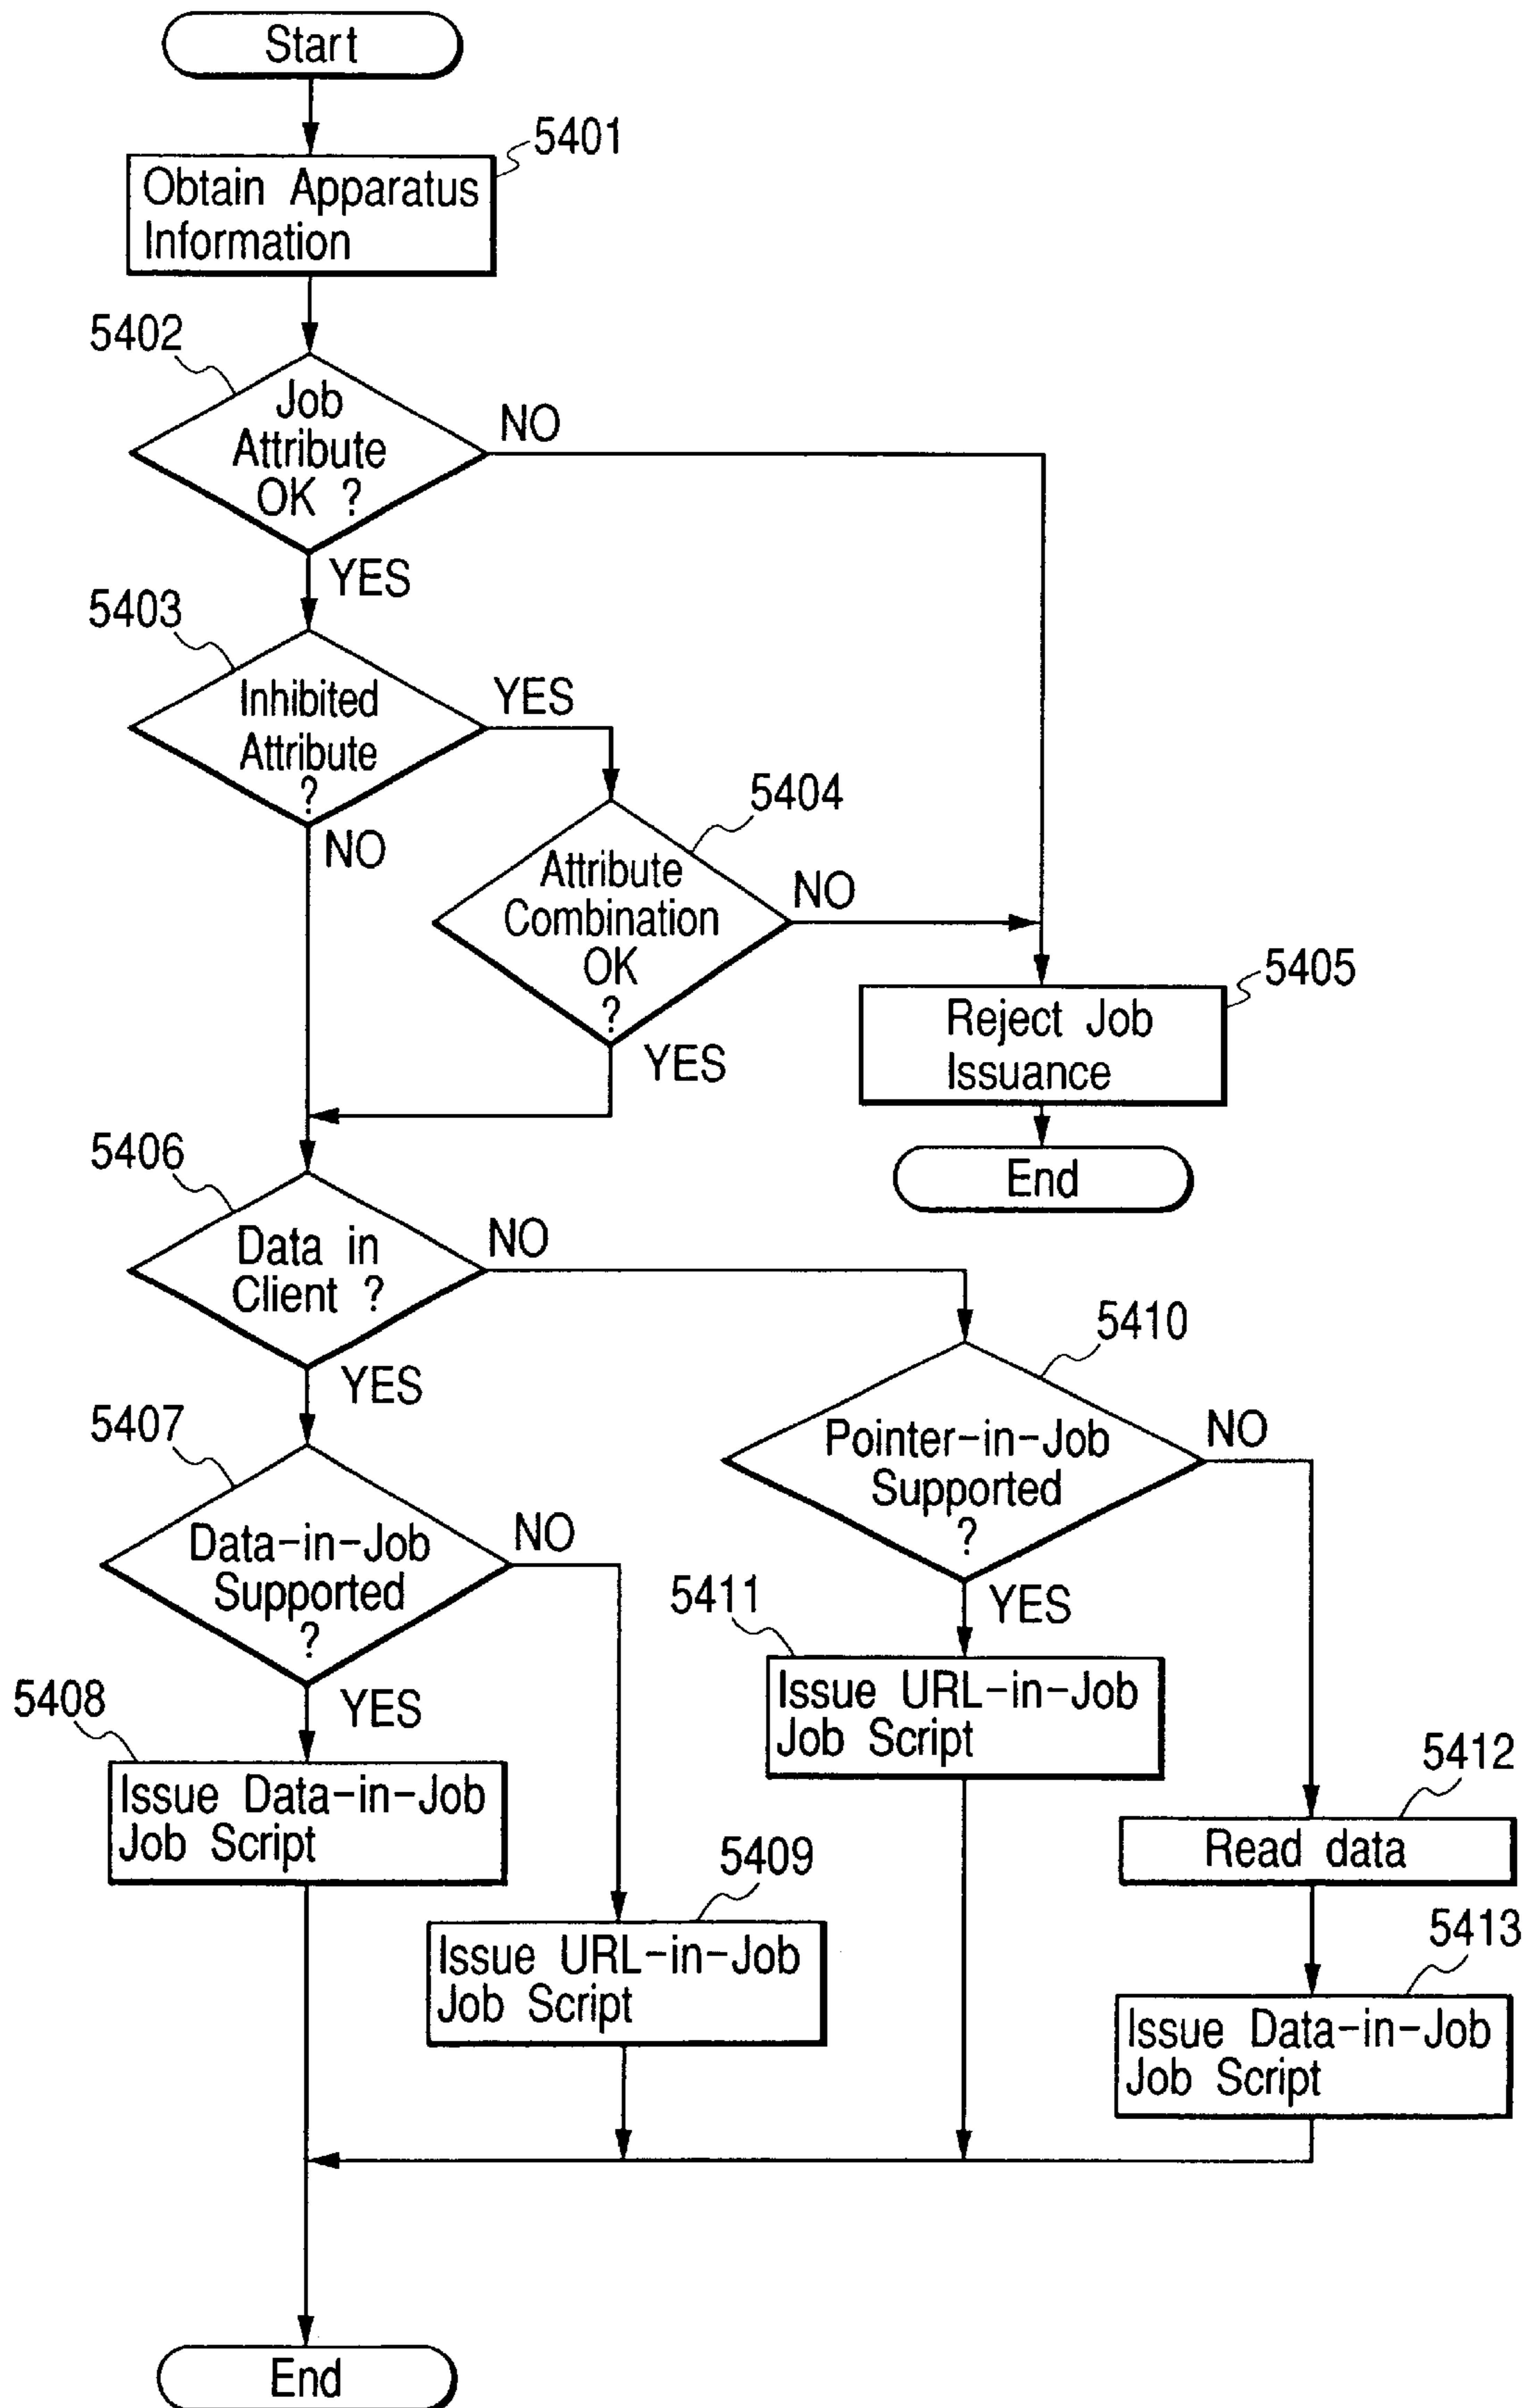 Start
5401
Obtain Apparatus
Information
5402
Job
Attribute
OK ?
NO
YES
5403
Inhibited
Attribute
?
YES
NO
5404
Attribute
Combination
OK
?
NO
YES
5405
Reject Job
Issuance
End
5406
Data in
Client ?
NO
YES
5410
Pointer-in-Job
Supported
?
NO
YES
5407
Data-in-Job
Supported
?
NO
YES
5411
Issue URL-in-Job
Job Script
5408
Issue Data-in-Job
Job Script
5412
Read data
5409
Issue URL-in-Job
Job Script
5413
Issue Data-in-Job
Job Script
End